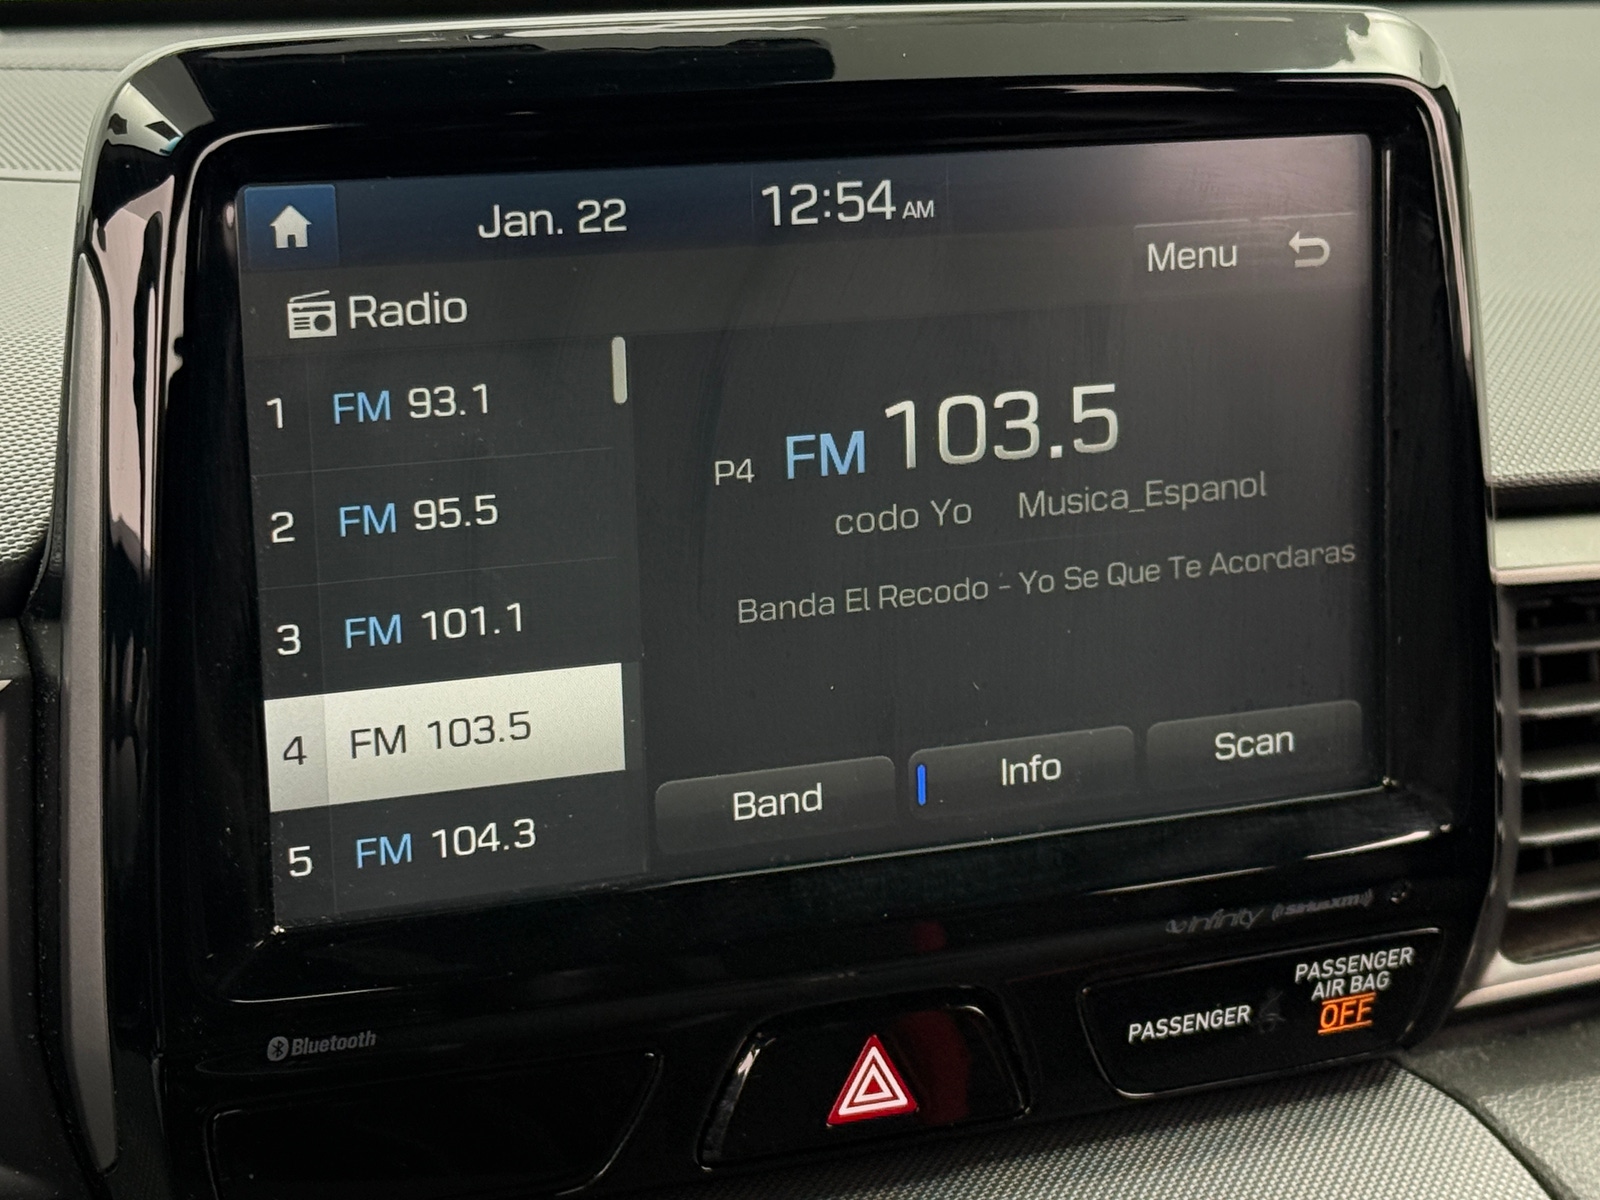 Jan. 22
12:54 AM
Menu
Radio
1 FM 93.1
2 FM 95.5
3 FM 101.1
4 FM 103.5
5 FM 104.3
P4 FM 103.5
codo Yo Musica_Espanol
Banda El Recodo - Yo Se Que Te Acordaras
Band
Info
Scan
infinity ((SiriusXM))
Bluetooth
PASSENGER
PASSENGER
AIR BAG
OFF